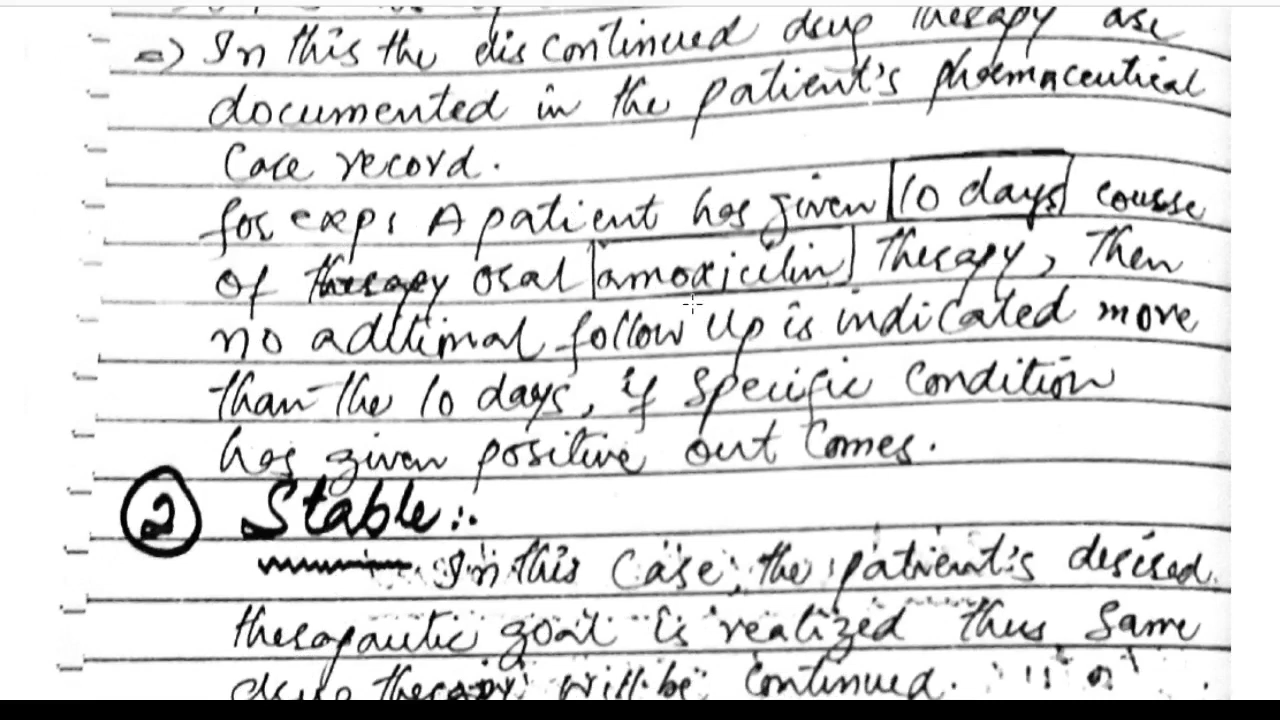 => In this the discontinued drug therapy are
documented in the patient's pharmaceutical
Care record.
for exp: A patient has given 10 days course
of therapy oral amoxicilin therapy, then
no additimal follow up is indicated more
than the 10 days, if specific condition
has given positive out comes.
2 Stable:-
In this case, the patient's desired
therapautic goal is realized thus same
drug therapy will be continued.